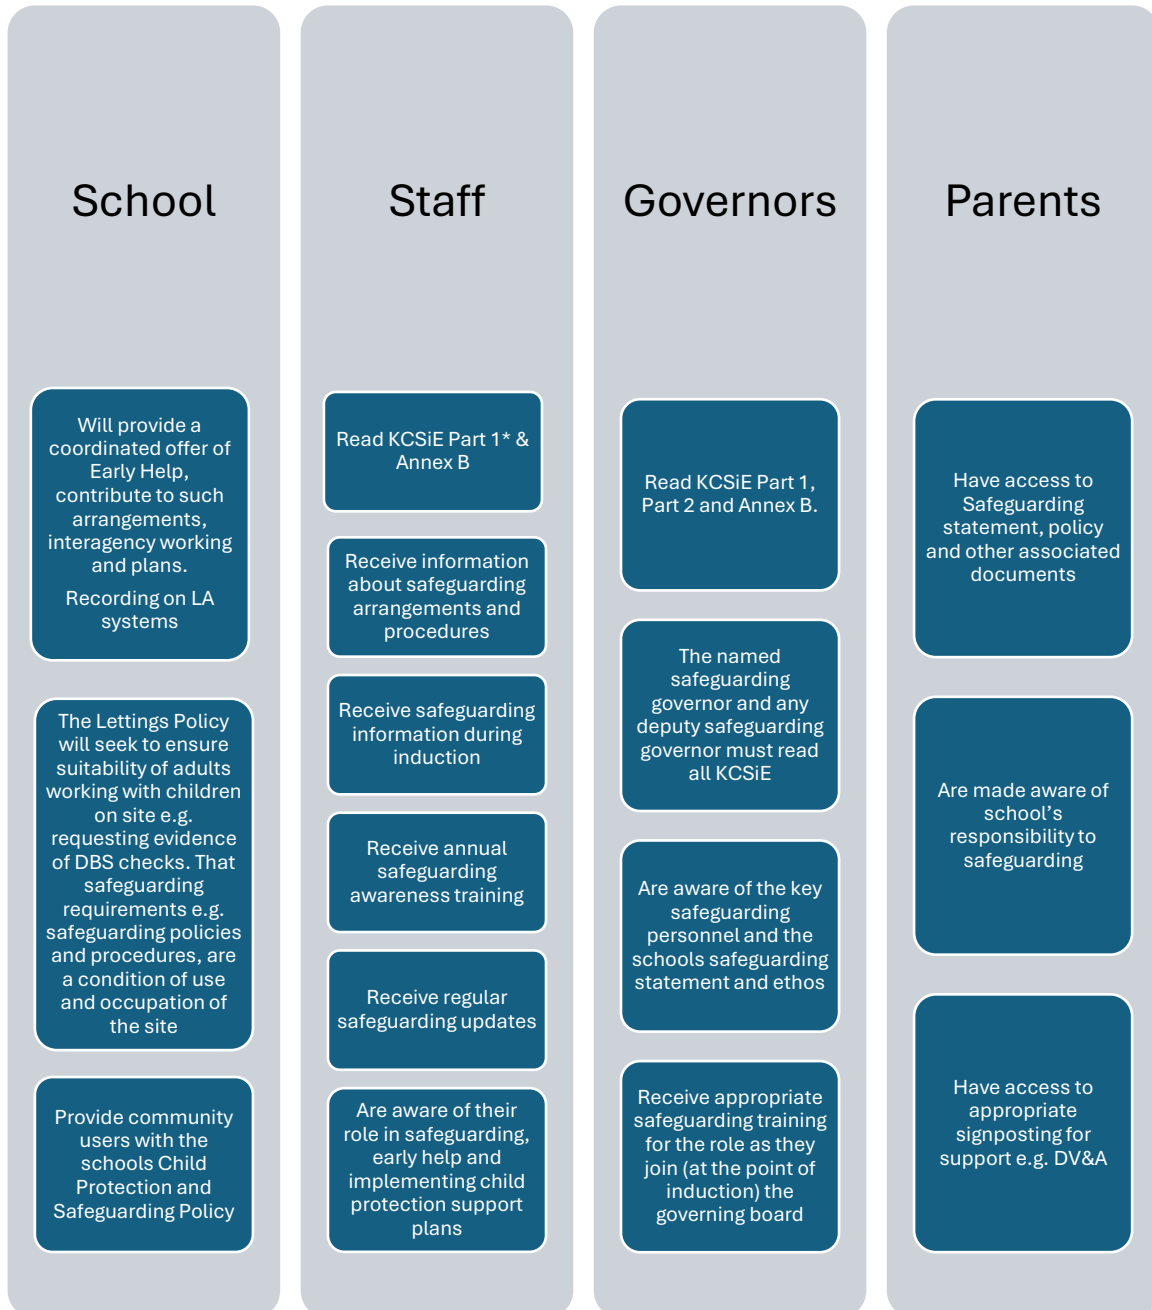 School
Will provide a
coordinated offer of
Early Help,
contribute to such
arrangements,
interagency working
and plans.
Recording on LA
systems
The Lettings Policy
will seek to ensure
suitability of adults
working with children
on site e.g.
requesting evidence
of DBS checks. That
safeguarding
requirements e.g.
safeguarding policies
and procedures, are
a condition of use
and occupation of
the site
Provide community
users with the
schools Child
Protection and
Safeguarding Policy
Staff
Read KCSiE Part 1* &
Annex B
Receive information
about safeguarding
arrangements and
procedures
Receive safeguarding
information during
induction
Receive annual
safeguarding
awareness training
Receive regular
safeguarding updates
Are aware of their
role in safeguarding,
early help and
implementing child
protection support
plans
Governors
Read KCSiE Part 1,
Part 2 and Annex B.
The named
safeguarding
governor and any
deputy safeguarding
governor must read
all KCSiE
Are aware of the key
safeguarding
personnel and the
schools safeguarding
statement and ethos
Receive appropriate
safeguarding training
for the role as they
join (at the point of
induction) the
governing board
Parents
Have access to
Safeguarding
statement, policy
and other associated
documents
Are made aware of
school’s
responsibility to
safeguarding
Have access to
appropriate
signposting for
support e.g. DV&A